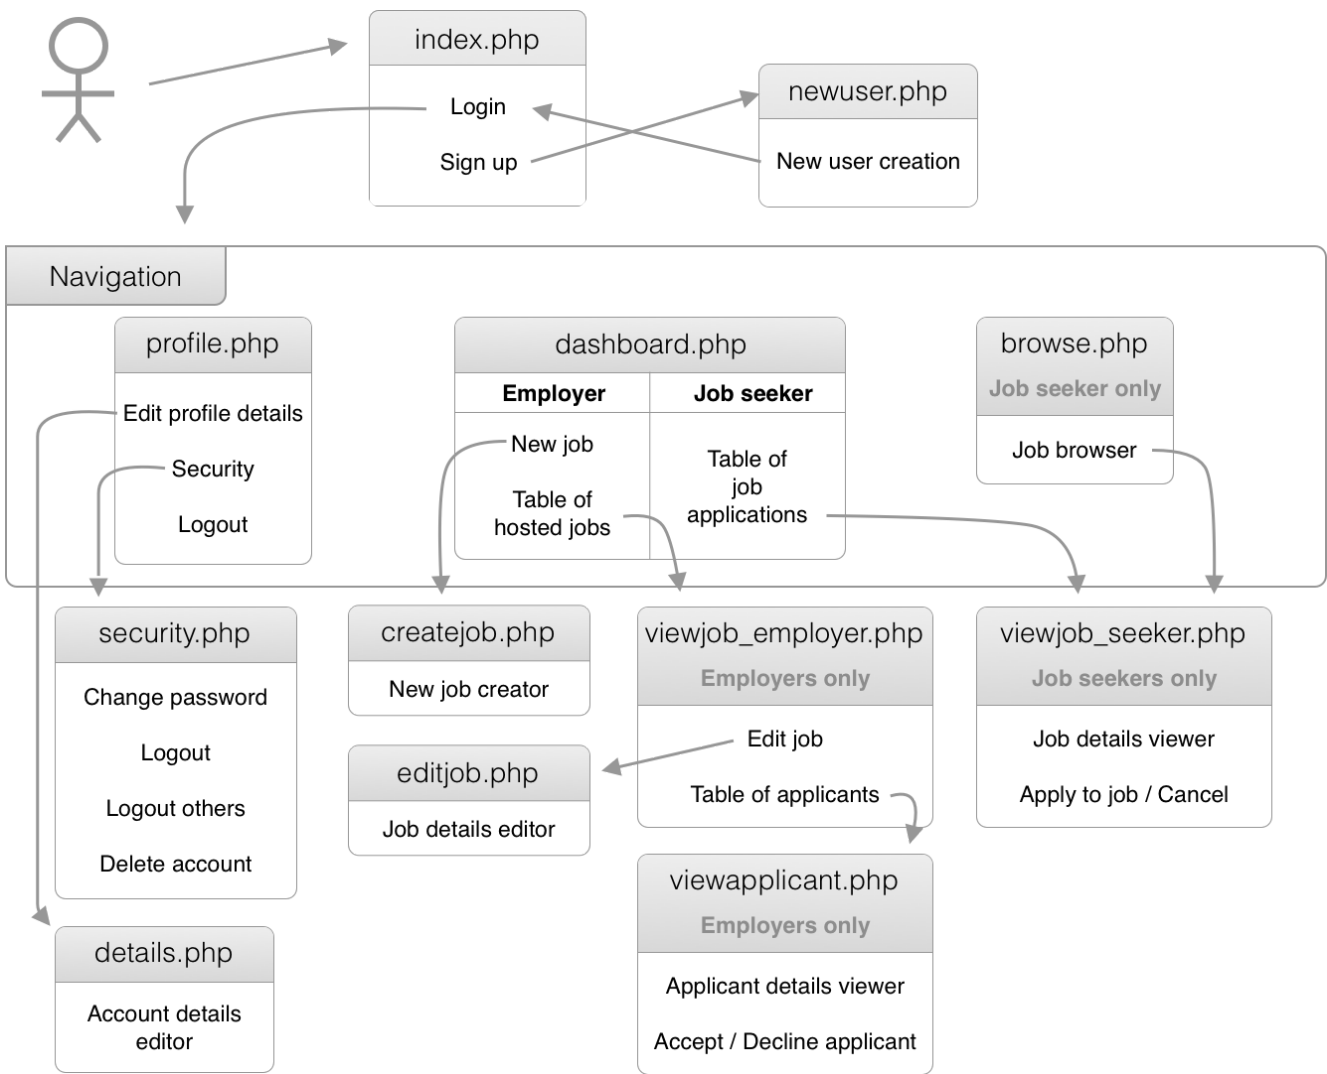 index.php
Login
Sign up
newuser.php
New user creation
Navigation
profile.php
Edit profile details
Security
Logout
dashboard.php
Employer
New job
Table of
hosted jobs
Job seeker
Table of
job
applications
browse.php
Job seeker only
Job browser
security.php
Change password
Logout
Logout others
Delete account
details.php
Account details
editor
createjob.php
New job creator
editjob.php
Job details editor
viewjob_employer.php
Employers only
Edit job
Table of applicants
viewapplicant.php
Employers only
Applicant details viewer
Accept / Decline applicant
viewjob_seeker.php
Job seekers only
Job details viewer
Apply to job / Cancel